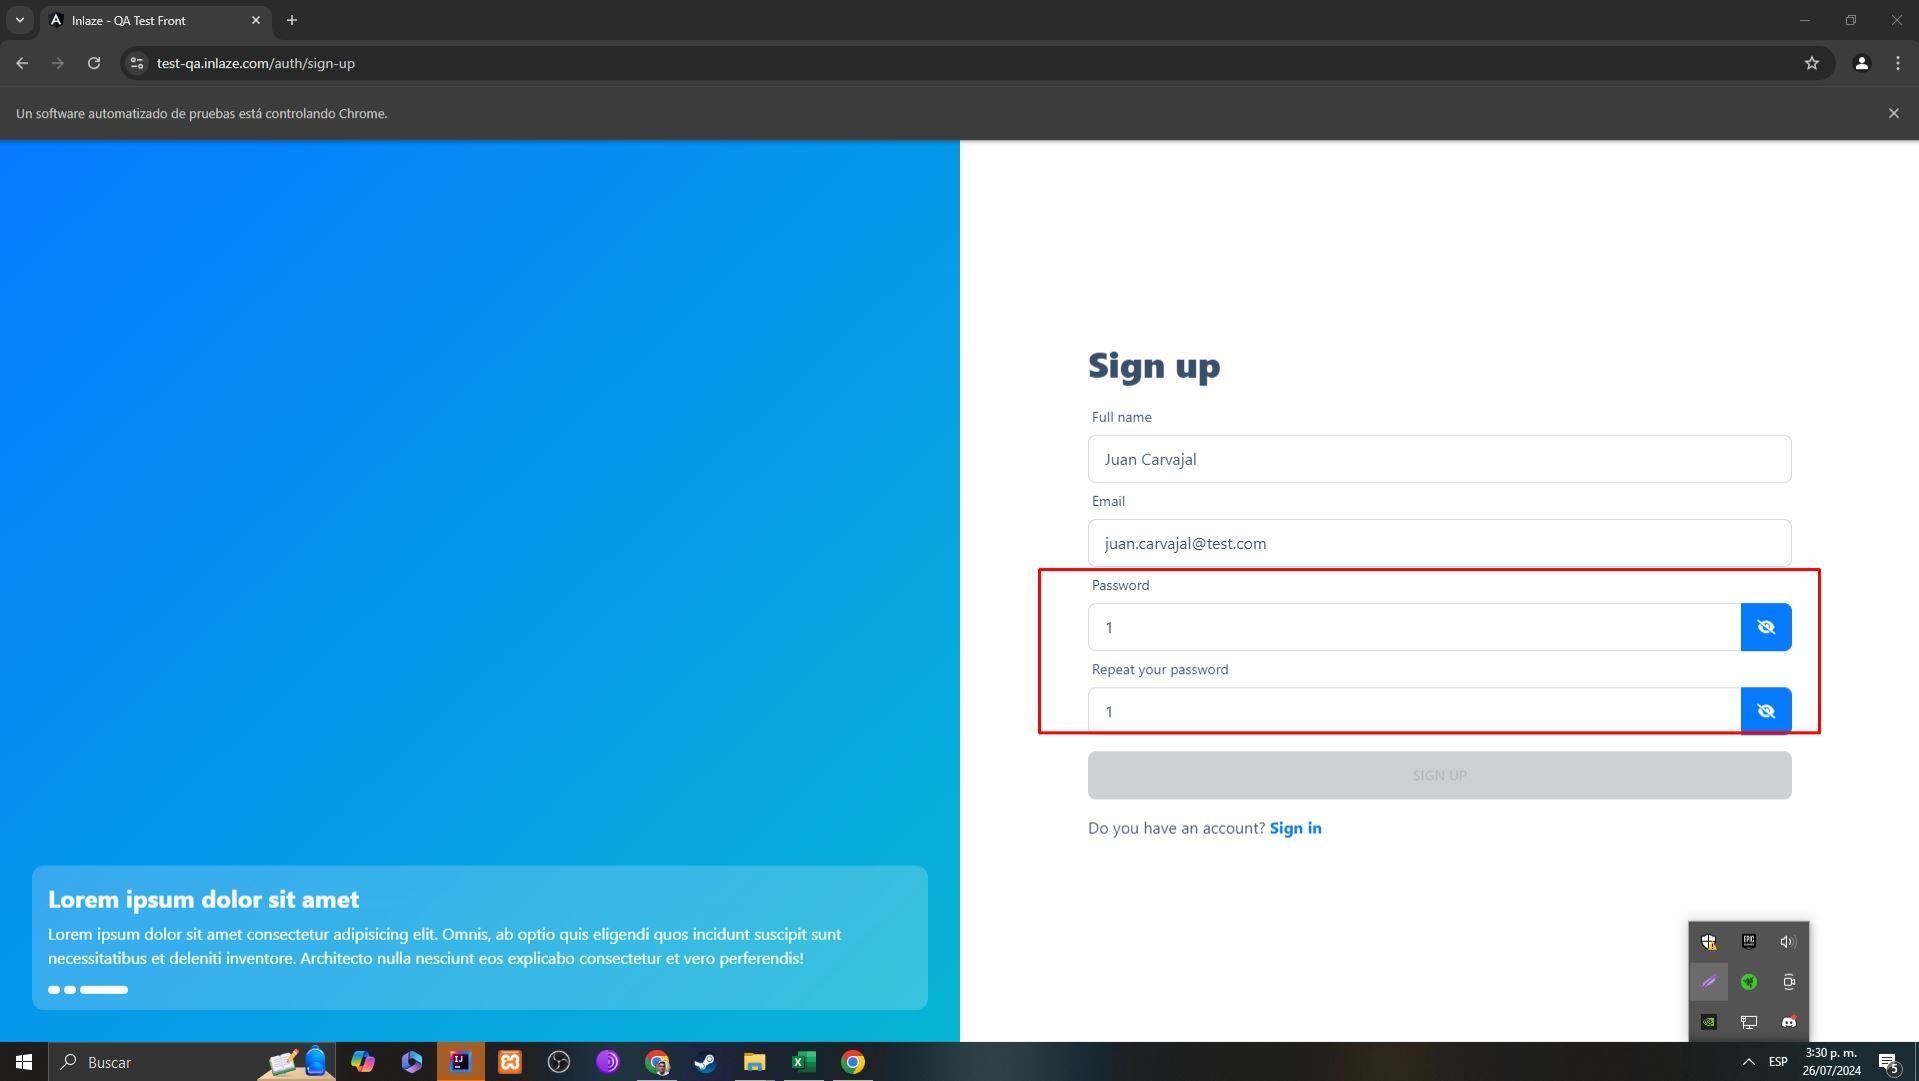 Inlaze - QA Test Front
test-qa.inlaze.com/auth/sign-up
Un software automatizado de pruebas está controlando Chrome.
Sign up
Full name
Juan Carvajal
Email
juan.carvajal@test.com
Password
1
Repeat your password
1
SIGN UP
Do you have an account? Sign in
Lorem ipsum dolor sit amet
Lorem ipsum dolor sit amet consectetur adipisicing elit. Omnis, ab optio quis eligendi quos incidunt suscipit sunt
necessitatibus et deleniti inventore. Architecto nulla nesciunt eos explicabo consectetur et vero perferendis!
EPIC
Buscar
IJ
ESP
3:30 p. m.
26/07/2024
5